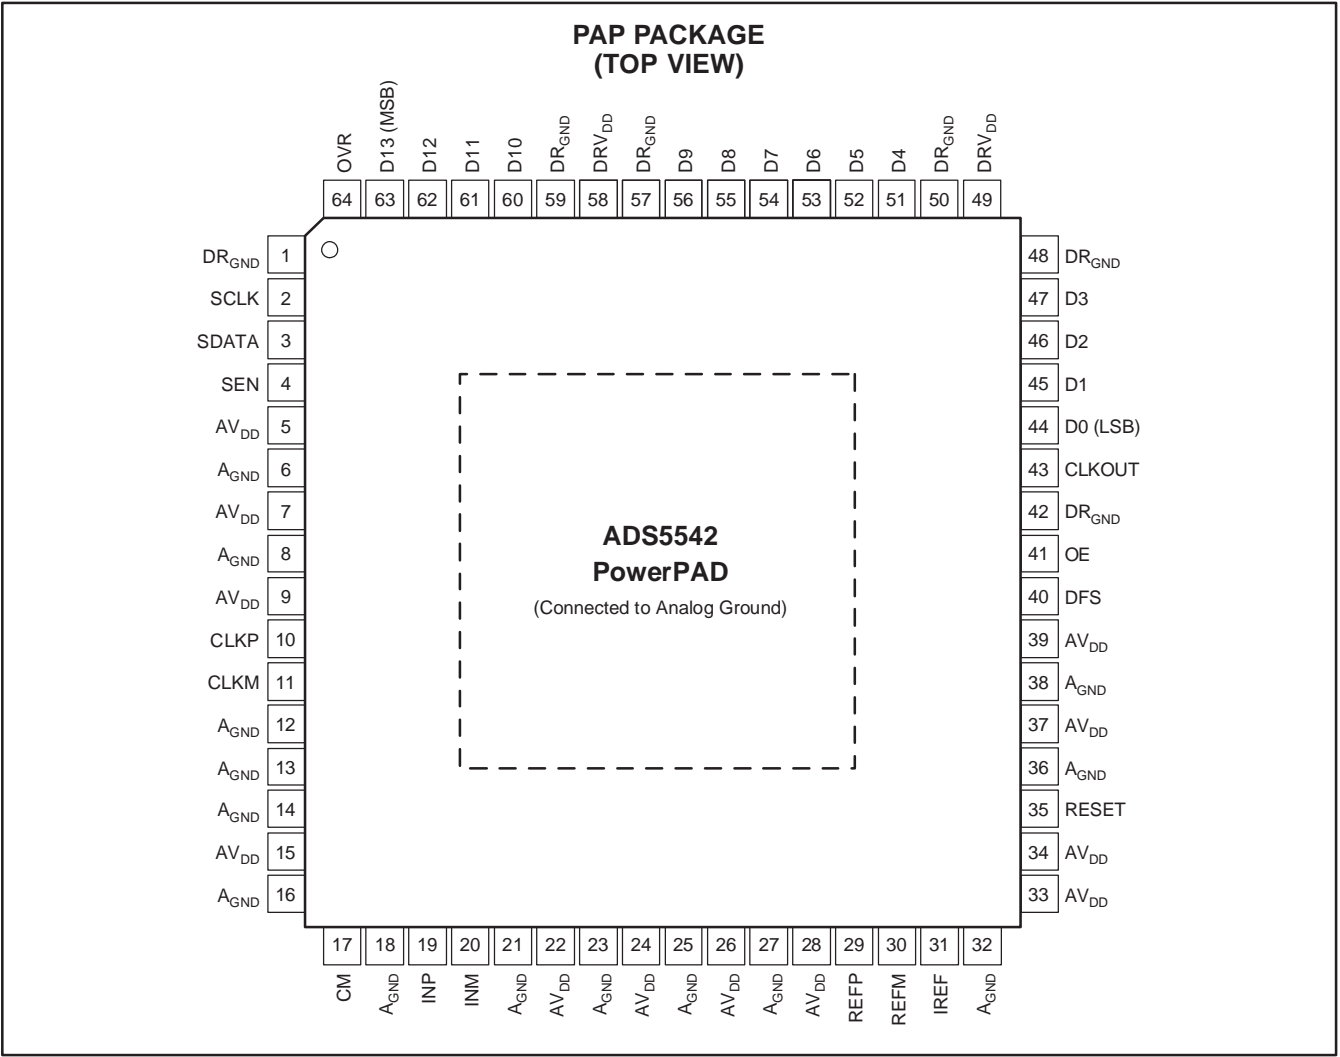 PAP PACKAGE
(TOP VIEW)
OVR
D13 (MSB)
D12
D11
D10
DRGND
DRVDD
DRGND
D9
D8
D7
D6
D5
D4
DRGND
DRVDD
64 63 62 61 60 59 58 57 56 55 54 53 52 51 50 49
DRGND 1
SCLK 2
SDATA 3
SEN 4
AVDD 5
AGND 6
AVDD 7
AGND 8
AVDD 9
CLKP 10
CLKM 11
AGND 12
AGND 13
AGND 14
AVDD 15
AGND 16
48 DRGND
47 D3
46 D2
45 D1
44 D0 (LSB)
43 CLKOUT
42 DRGND
41 OE
40 DFS
39 AVDD
38 AGND
37 AVDD
36 AGND
35 RESET
34 AVDD
33 AVDD
ADS5542
PowerPAD
(Connected to Analog Ground)
17 18 19 20 21 22 23 24 25 26 27 28 29 30 31 32
CM
AGND
INP
INM
AGND
AVDD
AGND
AVDD
AGND
AVDD
AGND
AVDD
REFP
REFM
IREF
AGND